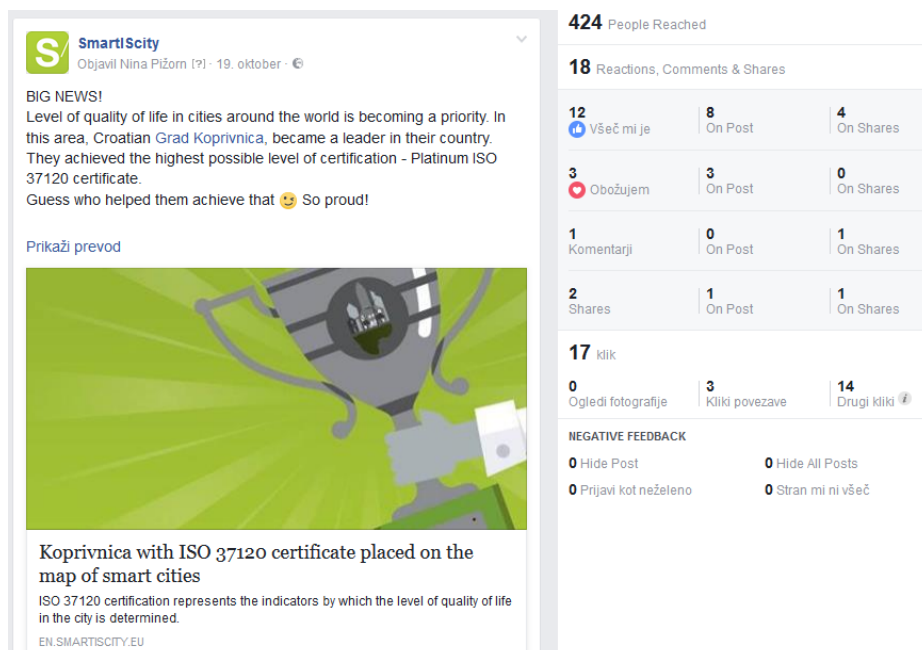 SmartIScity
Objavil Nina Pižorn [?] · 19. oktober ·
BIG NEWS!
Level of quality of life in cities around the world is becoming a priority. In
this area, Croatian Grad Koprivnica, became a leader in their country.
They achieved the highest possible level of certification - Platinum ISO
37120 certificate.
Guess who helped them achieve that 😉 So proud!
Prikaži prevod
Koprivnica with ISO 37120 certificate placed on the
map of smart cities
ISO 37120 certification represents the indicators by which the level of quality of life
in the city is determined.
EN.SMARTISCITY.EU
424 People Reached
18 Reactions, Comments & Shares
12 Všeč mi je
8 On Post
4 On Shares
3 Obožujem
3 On Post
0 On Shares
1 Komentarji
0 On Post
1 On Shares
2 Shares
1 On Post
1 On Shares
17 klik
0 Ogledi fotografije
3 Kliki povezave
14 Drugi kliki i
NEGATIVE FEEDBACK
0 Hide Post
0 Hide All Posts
0 Prijavi kot neželeno
0 Stran mi ni všeč